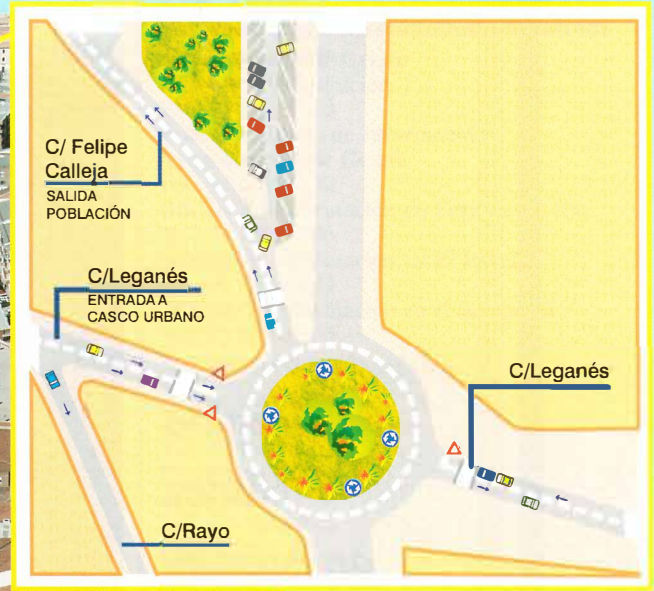 C/ Felipe
Calleja
SALIDA
POBLACIÓN
C/Leganés
ENTRADA A
CASCO URBANO
C/Leganés
C/Rayo